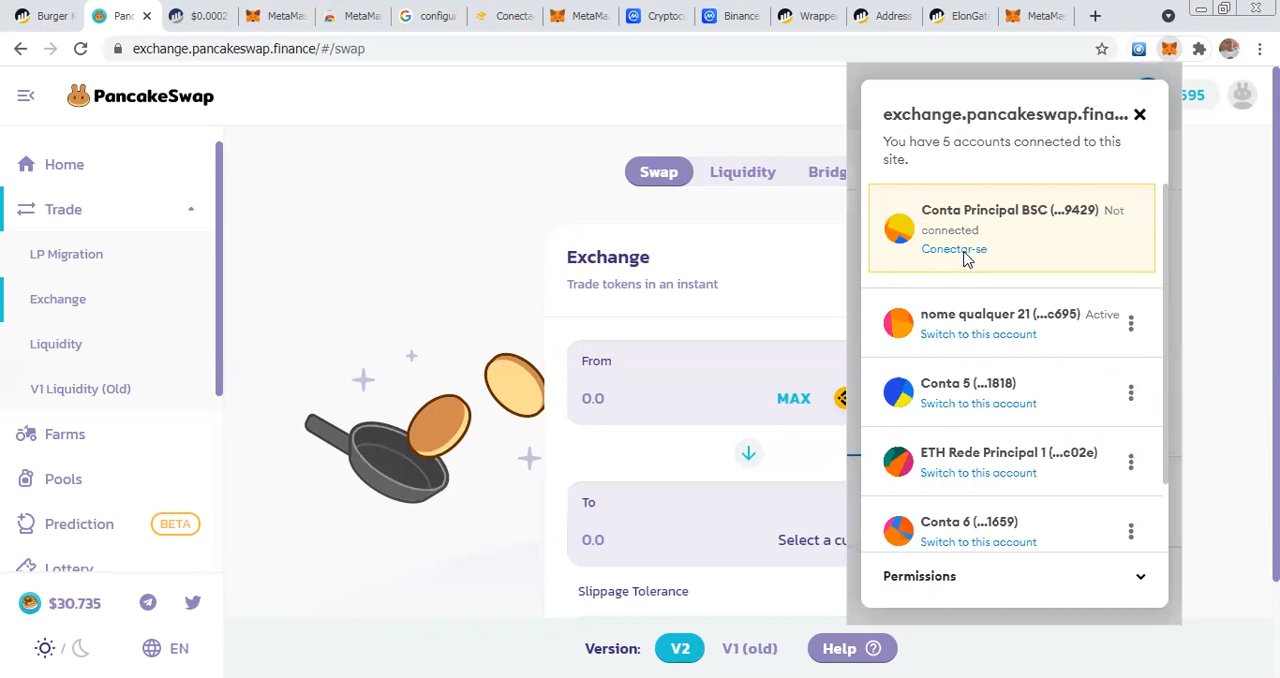 Burger K
Panc
$0.0002
MetaMas
MetaMa
configur
Conecta
MetaMa
Cryptocu
Binance
Wrappe
Address
ElonGat
MetaMas
exchange.pancakeswap.finance/#/swap
PancakeSwap
695
Home
Trade
LP Migration
Exchange
Liquidity
V1 Liquidity (Old)
Farms
Pools
Prediction
BETA
Lottery
$30.735
EN
Swap
Liquidity
Bridg
Exchange
Trade tokens in an instant
From
0.0
MAX
To
0.0
Select a cu
Slippage Tolerance
Version:
V2
V1 (old)
Help
exchange.pancakeswap.fina...
You have 5 accounts connected to this
site.
Conta Principal BSC (...9429) Not
connected
Conectar-se
nome qualquer 21 (...c695) Active
Switch to this account
Conta 5 (...1818)
Switch to this account
ETH Rede Principal 1 (...c02e)
Switch to this account
Conta 6 (...1659)
Switch to this account
Permissions